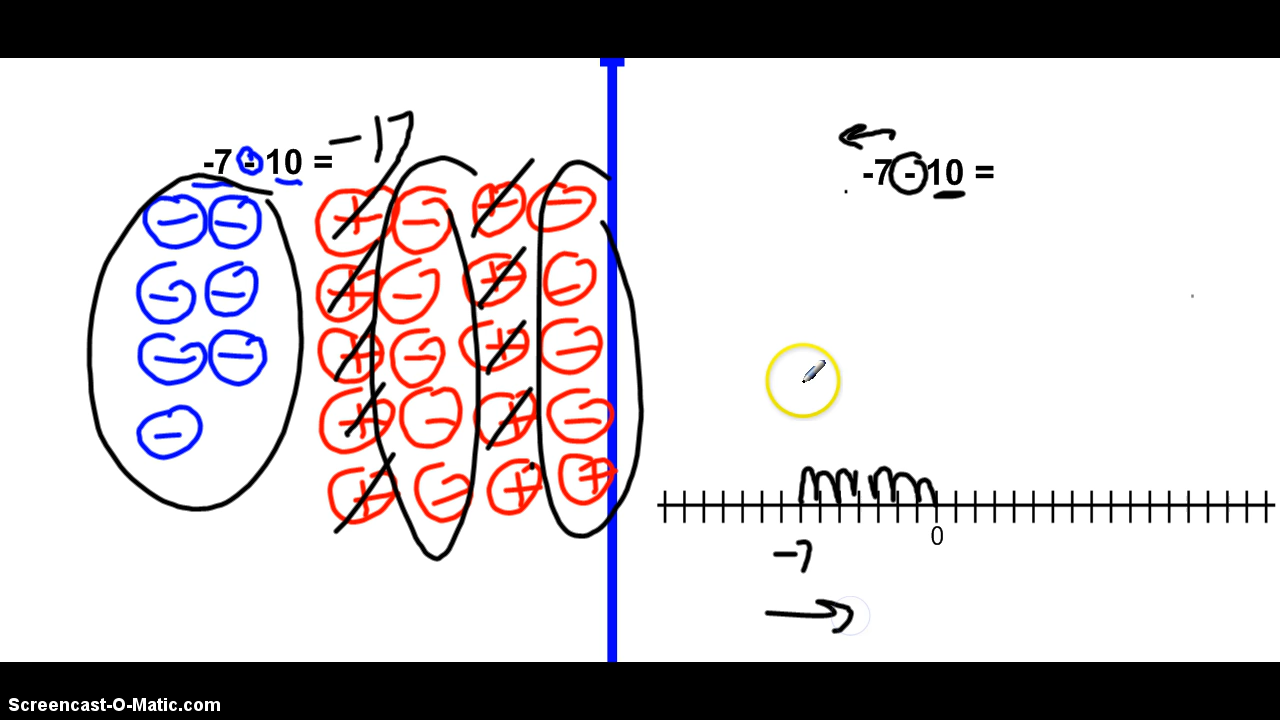 -7 - 10 = -17
− −
− −
− −
−
+ − + −
+ − + −
+ − + −
+ − + −
+ − + +
-7 - 10 =
0
-7
Screencast-O-Matic.com